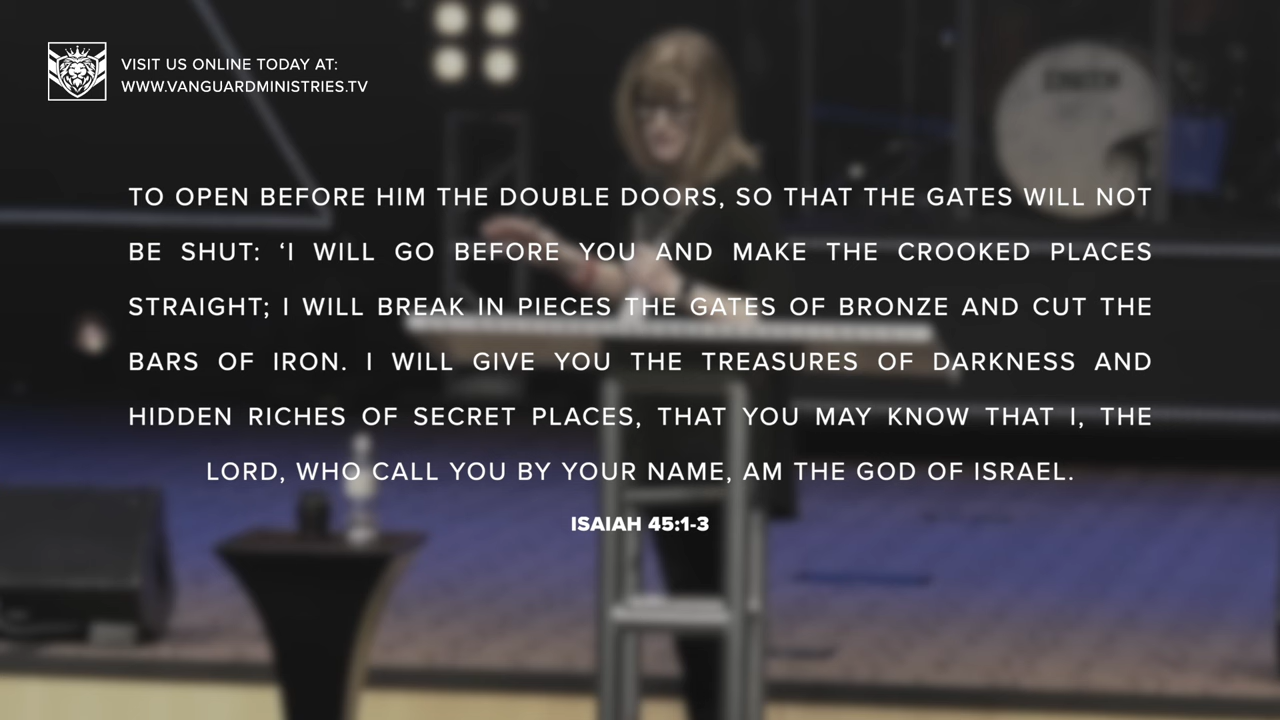 VISIT US ONLINE TODAY AT:
WWW.VANGUARDMINISTRIES.TV
TO OPEN BEFORE HIM THE DOUBLE DOORS, SO THAT THE GATES WILL NOT
BE SHUT: ‘I WILL GO BEFORE YOU AND MAKE THE CROOKED PLACES
STRAIGHT; I WILL BREAK IN PIECES THE GATES OF BRONZE AND CUT THE
BARS OF IRON. I WILL GIVE YOU THE TREASURES OF DARKNESS AND
HIDDEN RICHES OF SECRET PLACES, THAT YOU MAY KNOW THAT I, THE
LORD, WHO CALL YOU BY YOUR NAME, AM THE GOD OF ISRAEL.
ISAIAH 45:1-3